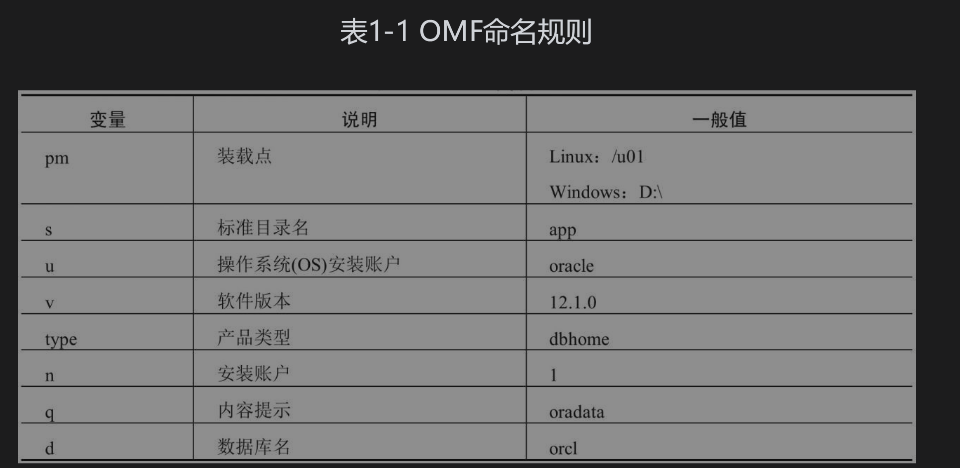 表1-1 OMF命名规则
变量 说明 一般值
pm 装载点 Linux：/u01
Windows：D:\
s 标准目录名 app
u 操作系统(OS)安装账户 oracle
v 软件版本 12.1.0
type 产品类型 dbhome
n 安装账户 1
q 内容提示 oradata
d 数据库名 orcl